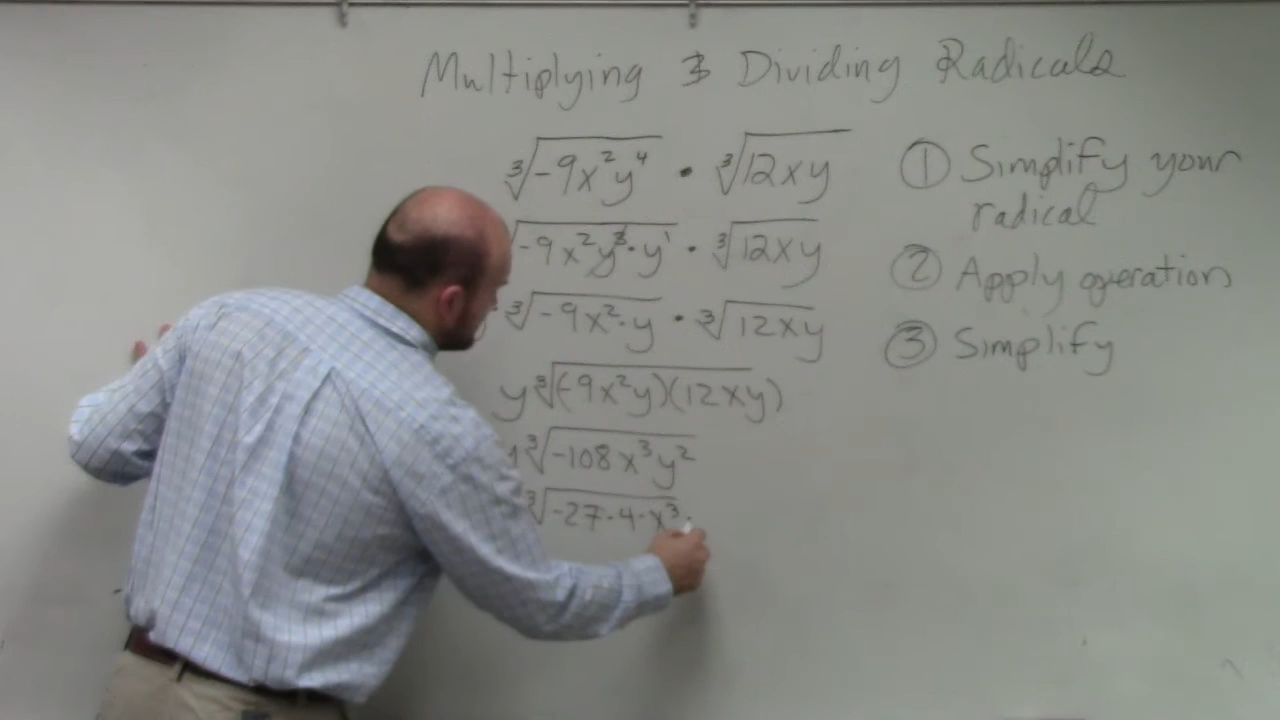 Multiplying & Dividing Radicals
∛-9x²y⁴ • ∛12xy
√-9x²y³·y¹ · ∛12xy
∛-9x²·y • ∛12xy
y∛(-9x²y)(12xy)
∛-108x³y²
∛-27·4·x³·
① Simplify your
radical
② Apply operation
③ Simplify